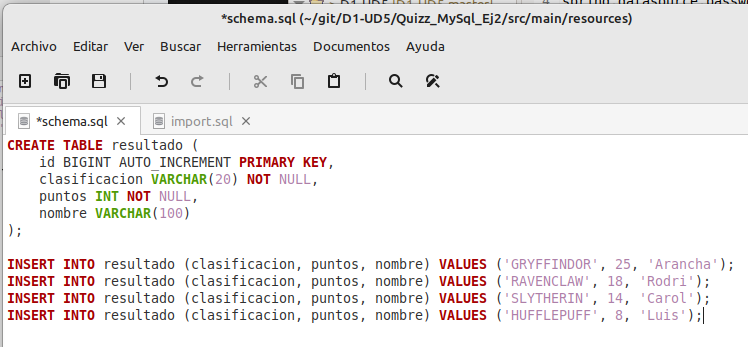 *schema.sql (~/git/D1-UD5/Quizz_MySql_Ej2/src/main/resources)
Archivo Editar Ver Buscar Herramientas Documentos Ayuda
*schema.sql × import.sql ×
CREATE TABLE resultado (
    id BIGINT AUTO_INCREMENT PRIMARY KEY,
    clasificacion VARCHAR(20) NOT NULL,
    puntos INT NOT NULL,
    nombre VARCHAR(100)
);
INSERT INTO resultado (clasificacion, puntos, nombre) VALUES ('GRYFFINDOR', 25, 'Arancha');
INSERT INTO resultado (clasificacion, puntos, nombre) VALUES ('RAVENCLAW', 18, 'Rodri');
INSERT INTO resultado (clasificacion, puntos, nombre) VALUES ('SLYTHERIN', 14, 'Carol');
INSERT INTO resultado (clasificacion, puntos, nombre) VALUES ('HUFFLEPUFF', 8, 'Luis');